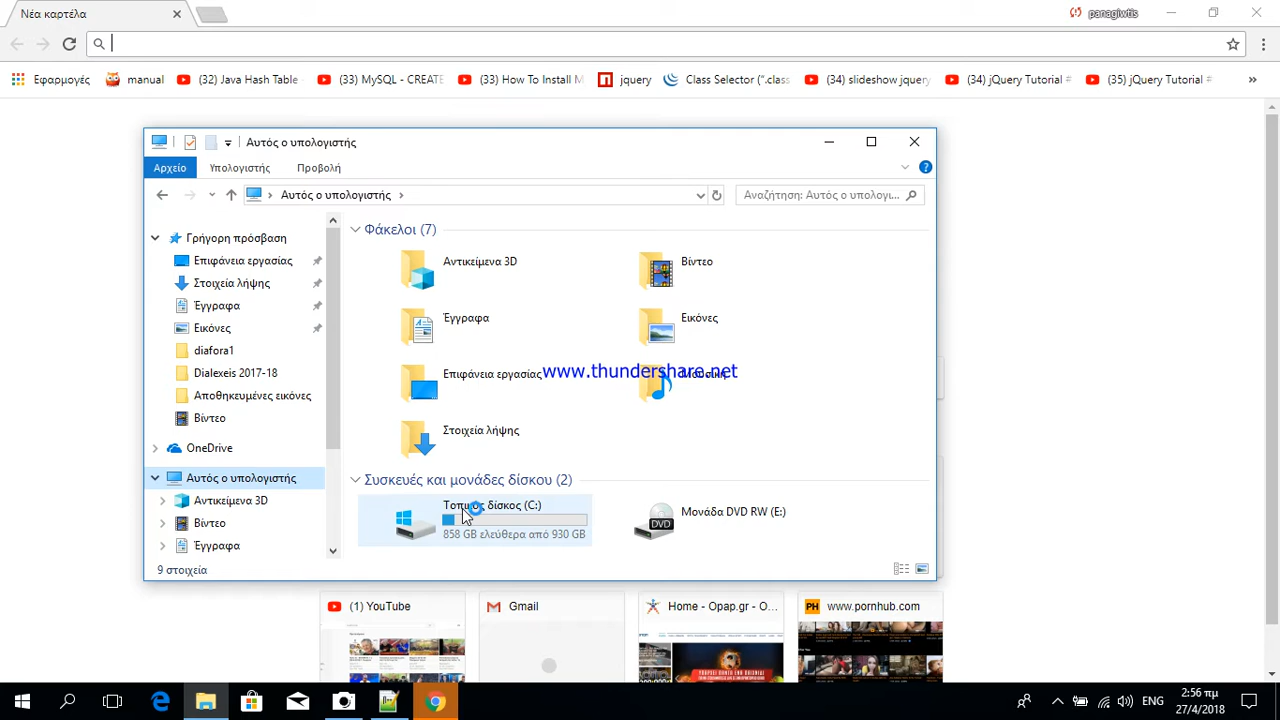 Νέα καρτέλα
panagiwtis
Εφαρμογές
manual
(32) Java Hash Table
(33) MySQL - CREATE
(33) How To Install M
jquery
Class Selector (".class
(34) slideshow jquery
(34) jQuery Tutorial #
(35) jQuery Tutorial #
Αυτός ο υπολογιστής
Αρχείο
Υπολογιστής
Προβολή
Αυτός ο υπολογιστής
Αναζήτηση: Αυτός ο υπολογι...
Γρήγορη πρόσβαση
Επιφάνεια εργασίας
Στοιχεία λήψης
Έγγραφα
Εικόνες
diafora1
Dialexeis 2017-18
Αποθηκευμένες εικόνες
Βίντεο
OneDrive
Αυτός ο υπολογιστής
Αντικείμενα 3D
Βίντεο
Έγγραφα
Φάκελοι (7)
Αντικείμενα 3D
Βίντεο
Έγγραφα
Εικόνες
Επιφάνεια εργασίας
www.thundershare.net
Στοιχεία λήψης
Συσκευές και μονάδες δίσκου (2)
Τοπικός δίσκος (C:)
858 GB ελεύθερα από 930 GB
Μονάδα DVD RW (E:)
DVD
9 στοιχεία
(1) YouTube
Gmail
Home - Opap.gr - O...
PH
www.pornhub.com
ΕΝΓ
2:56 πμ
27/4/2018